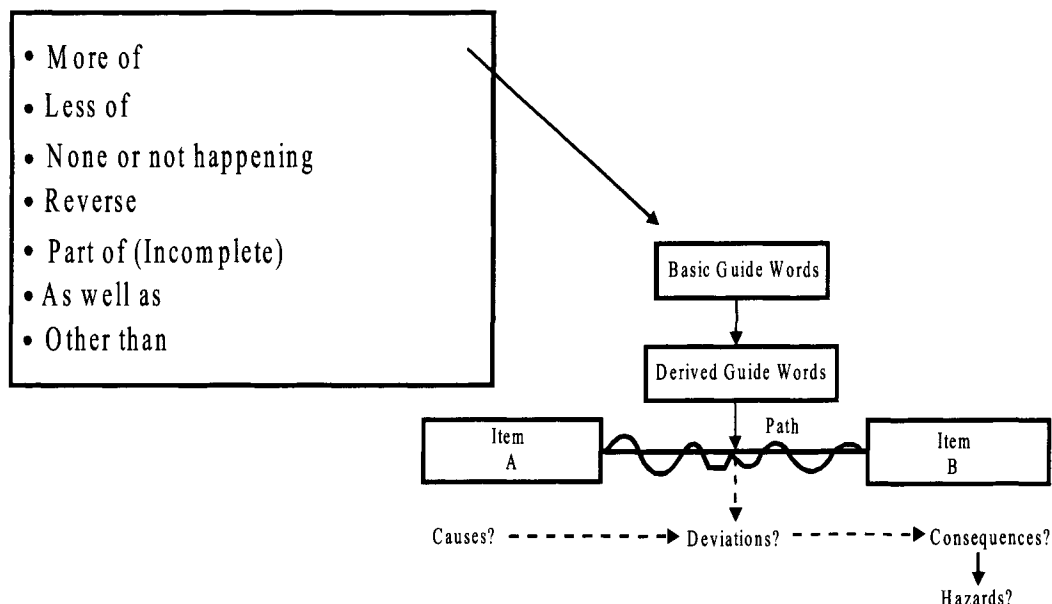 • More of
• Less of
• None or not happening
• Reverse
• Part of (Incomplete)
• As well as
• Other than
Basic Guide Words
Derived Guide Words
Path
Item
A
Item
B
Causes?
Deviations?
Consequences?
Hazards?